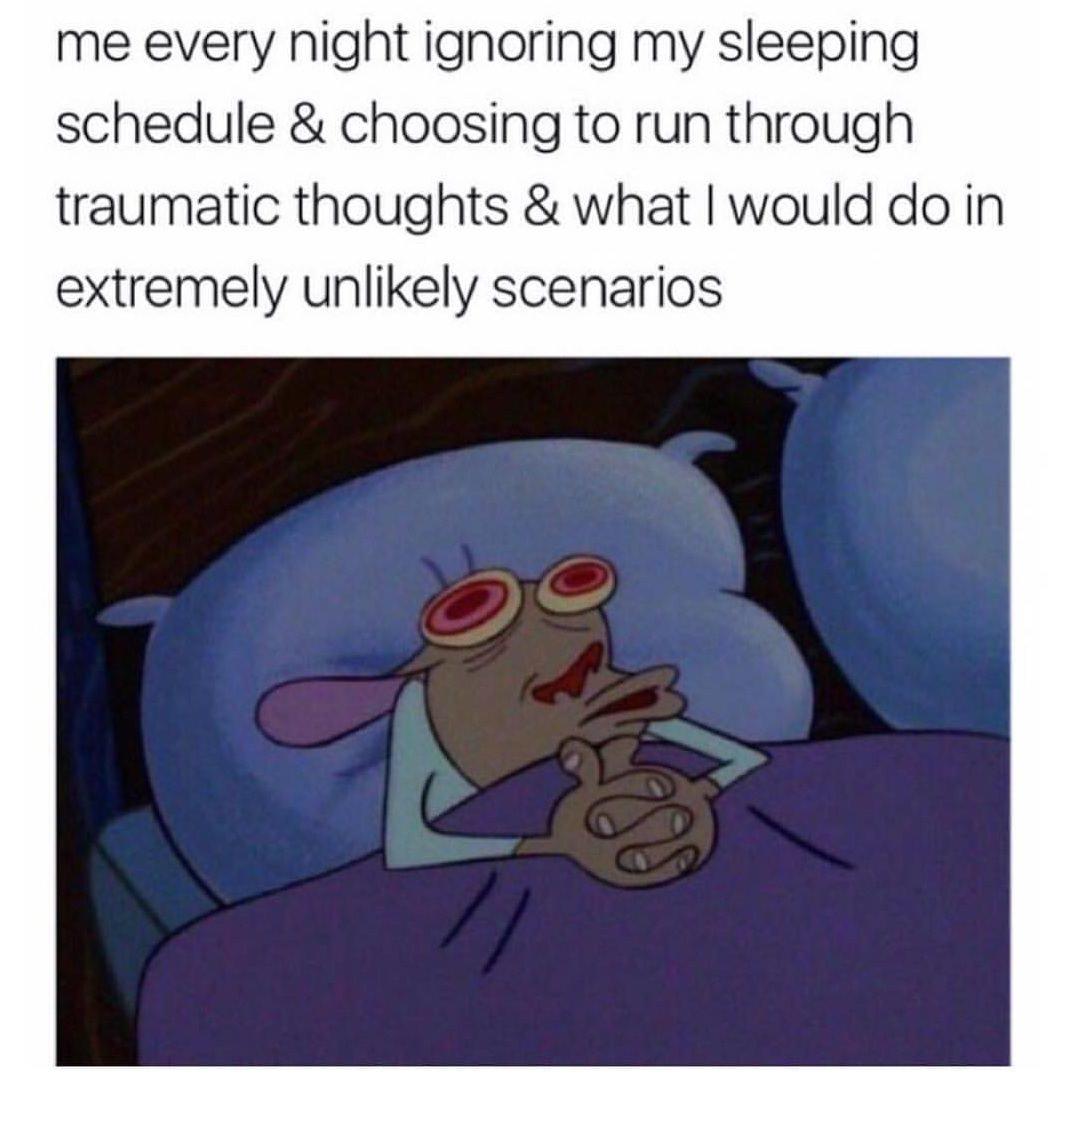 me every night ignoring my sleeping
schedule & choosing to run through
traumatic thoughts & what I would do in
extremely unlikely scenarios